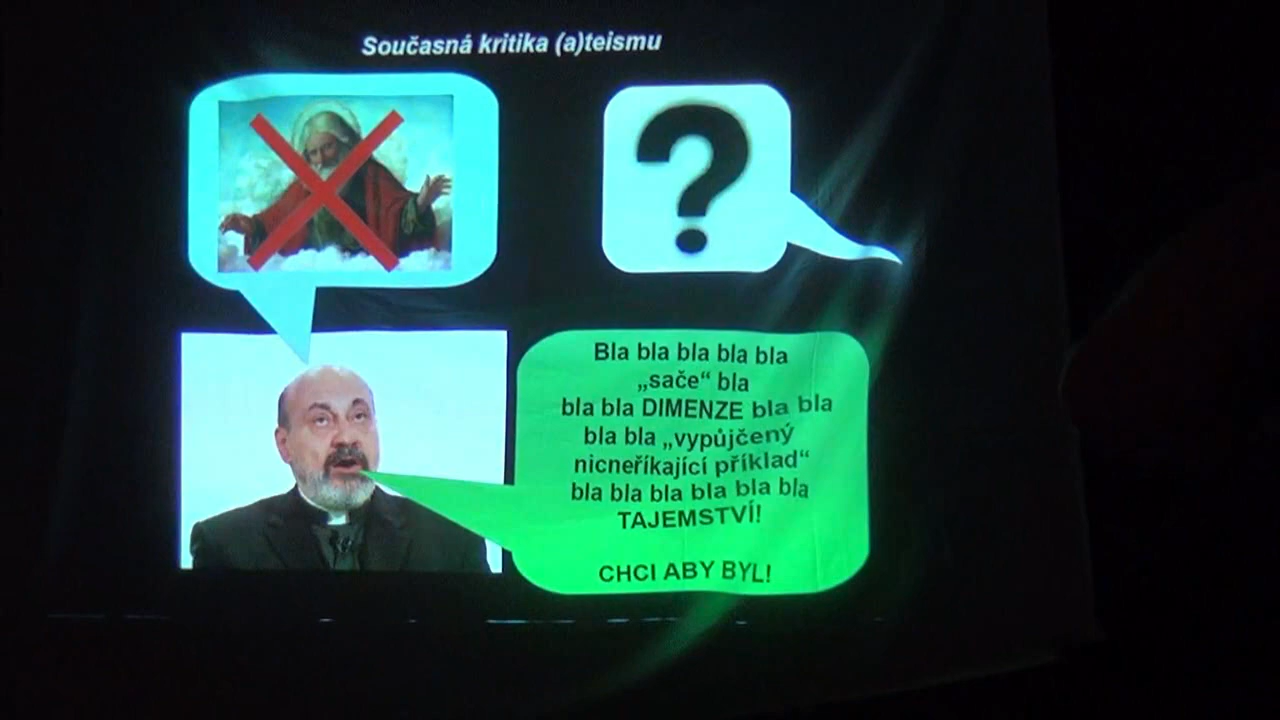 Současná kritika (a)teismu
?
Bla bla bla bla bla
„sače“ bla
bla bla DIMENZE bla bla
bla bla „vypůjčený
nicneříkající příklad“
bla bla bla bla bla bla
TAJEMSTVÍ!
CHCI ABY BYL!